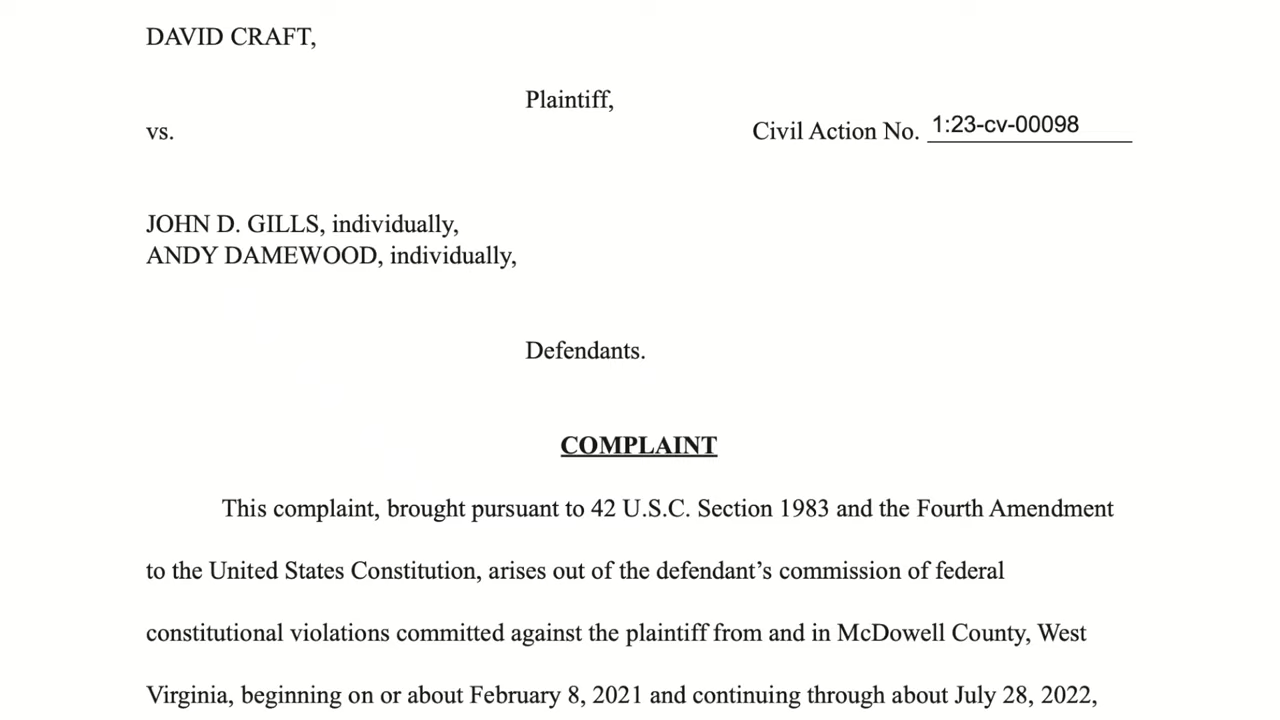 DAVID CRAFT,
Plaintiff,
vs.
Civil Action No. 1:23-cv-00098
JOHN D. GILLS, individually,
ANDY DAMEWOOD, individually,
Defendants.
COMPLAINT
This complaint, brought pursuant to 42 U.S.C. Section 1983 and the Fourth Amendment
to the United States Constitution, arises out of the defendant’s commission of federal
constitutional violations committed against the plaintiff from and in McDowell County, West
Virginia, beginning on or about February 8, 2021 and continuing through about July 28, 2022,